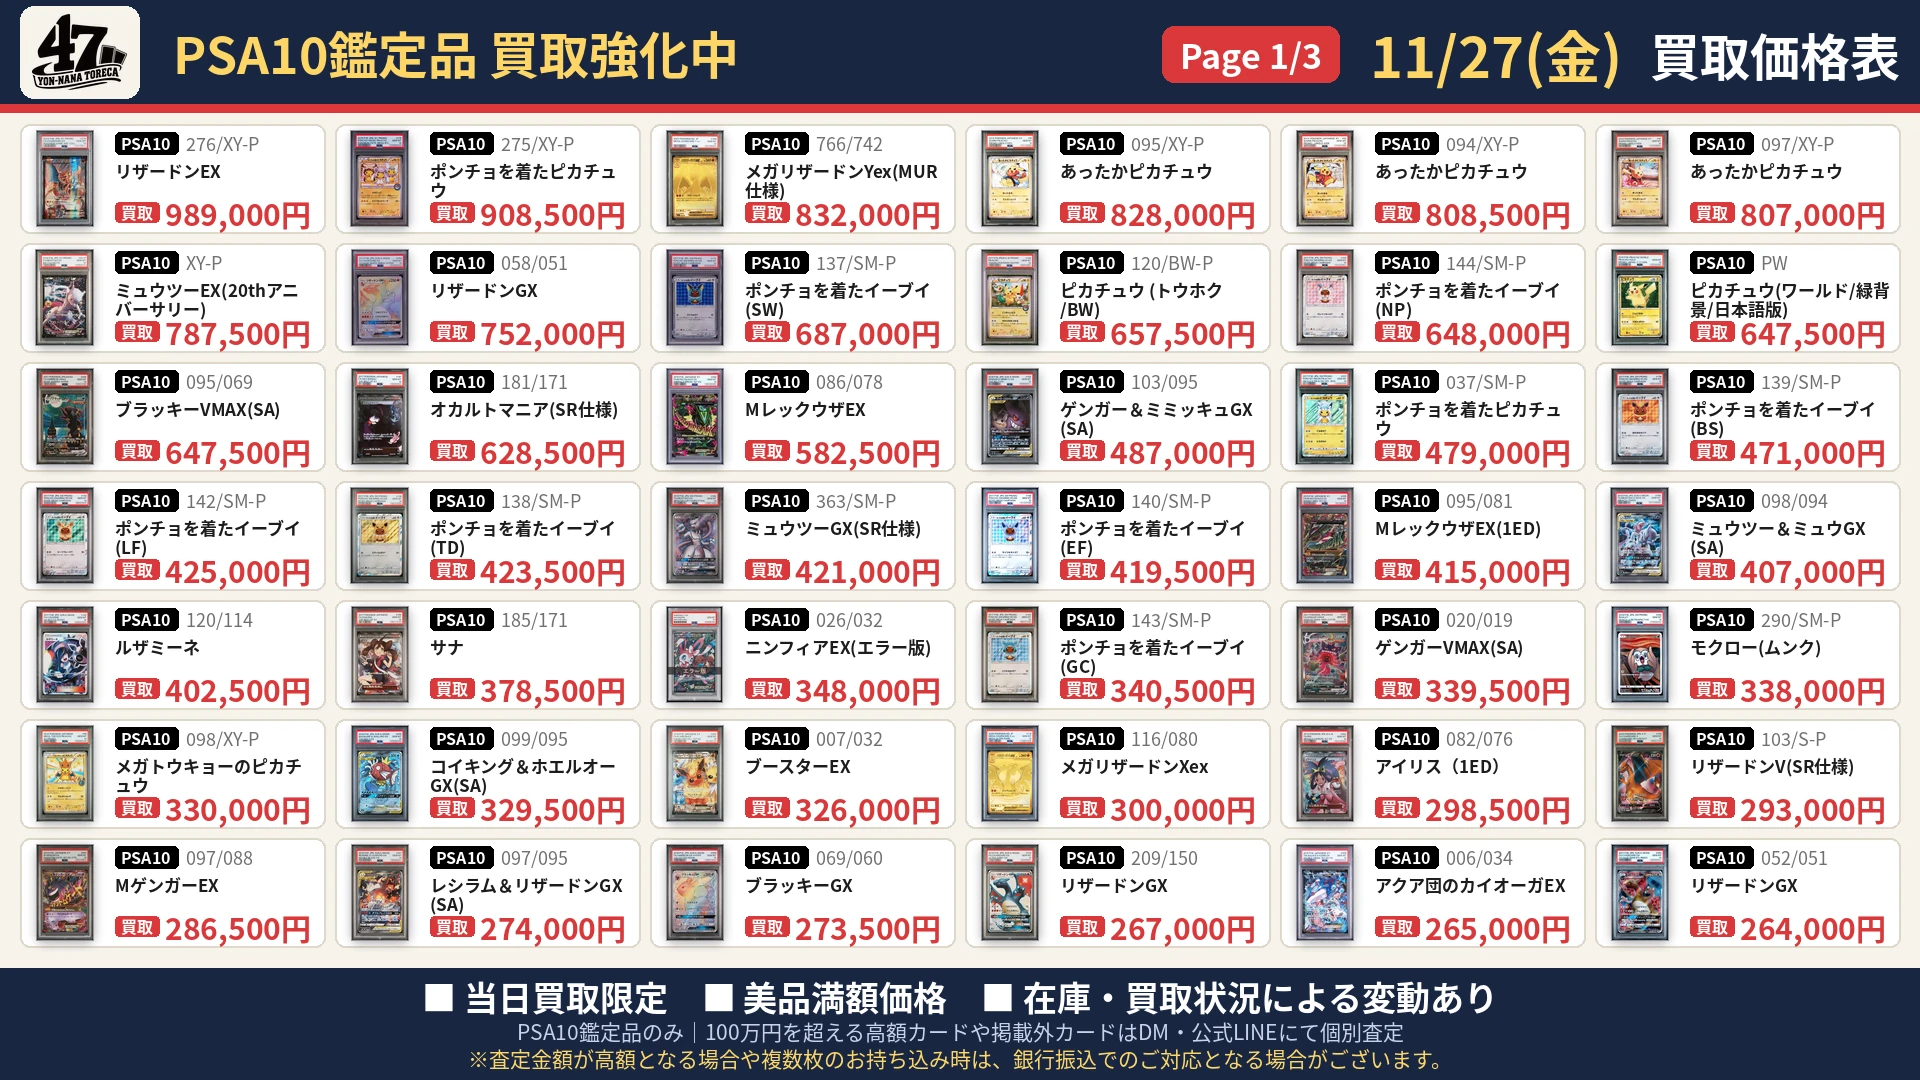 47
YON-NANA TORECA
PSA10鑑定品 買取強化中
Page 1/3
11/27(金) 買取価格表
PSA10 276/XY-P
リザードンEX
買取 989,000円
PSA10 275/XY-P
ポンチョを着たピカチュ
ウ
買取 908,500円
PSA10 766/742
メガリザードンYex(MUR
仕様)
買取 832,000円
PSA10 095/XY-P
あったかピカチュウ
買取 828,000円
PSA10 094/XY-P
あったかピカチュウ
買取 808,500円
PSA10 097/XY-P
あったかピカチュウ
買取 807,000円
PSA10 XY-P
ミュウツーEX(20thアニ
バーサリー)
買取 787,500円
PSA10 058/051
リザードンGX
買取 752,000円
PSA10 137/SM-P
ポンチョを着たイーブイ
(SW)
買取 687,000円
PSA10 120/BW-P
ピカチュウ (トウホク
/BW)
買取 657,500円
PSA10 144/SM-P
ポンチョを着たイーブイ
(NP)
買取 648,000円
PSA10 PW
ピカチュウ(ワールド/緑背
景/日本語版)
買取 647,500円
PSA10 095/069
ブラッキーVMAX(SA)
買取 647,500円
PSA10 181/171
オカルトマニア(SR仕様)
買取 628,500円
PSA10 086/078
MレックウザEX
買取 582,500円
PSA10 103/095
ゲンガー＆ミミッキュGX
(SA)
買取 487,000円
PSA10 037/SM-P
ポンチョを着たピカチュ
ウ
買取 479,000円
PSA10 139/SM-P
ポンチョを着たイーブイ
(BS)
買取 471,000円
PSA10 142/SM-P
ポンチョを着たイーブイ
(LF)
買取 425,000円
PSA10 138/SM-P
ポンチョを着たイーブイ
(TD)
買取 423,500円
PSA10 363/SM-P
ミュウツーGX(SR仕様)
買取 421,000円
PSA10 140/SM-P
ポンチョを着たイーブイ
(EF)
買取 419,500円
PSA10 095/081
MレックウザEX(1ED)
買取 415,000円
PSA10 098/094
ミュウツー＆ミュウGX
(SA)
買取 407,000円
PSA10 120/114
ルザミーネ
買取 402,500円
PSA10 185/171
サナ
買取 378,500円
PSA10 026/032
ニンフィアEX(エラー版)
エラー版
買取 348,000円
PSA10 143/SM-P
ポンチョを着たイーブイ
(GC)
買取 340,500円
PSA10 020/019
ゲンガーVMAX(SA)
買取 339,500円
PSA10 290/SM-P
モクロー(ムンク)
買取 338,000円
PSA10 098/XY-P
メガトウキョーのピカチ
ュウ
買取 330,000円
PSA10 099/095
コイキング＆ホエルオー
GX(SA)
買取 329,500円
PSA10 007/032
ブースターEX
買取 326,000円
PSA10 116/080
メガリザードンXex
買取 300,000円
PSA10 082/076
アイリス（1ED）
買取 298,500円
PSA10 103/S-P
リザードンV(SR仕様)
買取 293,000円
PSA10 097/088
MゲンガーEX
買取 286,500円
PSA10 097/095
レシラム＆リザードンGX
(SA)
買取 274,000円
PSA10 069/060
ブラッキーGX
買取 273,500円
PSA10 209/150
リザードンGX
買取 267,000円
PSA10 006/034
アクア団のカイオーガEX
買取 265,000円
PSA10 052/051
リザードンGX
買取 264,000円
■ 当日買取限定 ■ 美品満額価格 ■ 在庫・買取状況による変動あり
PSA10鑑定品のみ｜100万円を超える高額カードや掲載外カードはDM・公式LINEにて個別査定
※査定金額が高額となる場合や複数枚のお持ち込み時は、銀行振込でのご対応となる場合がございます。